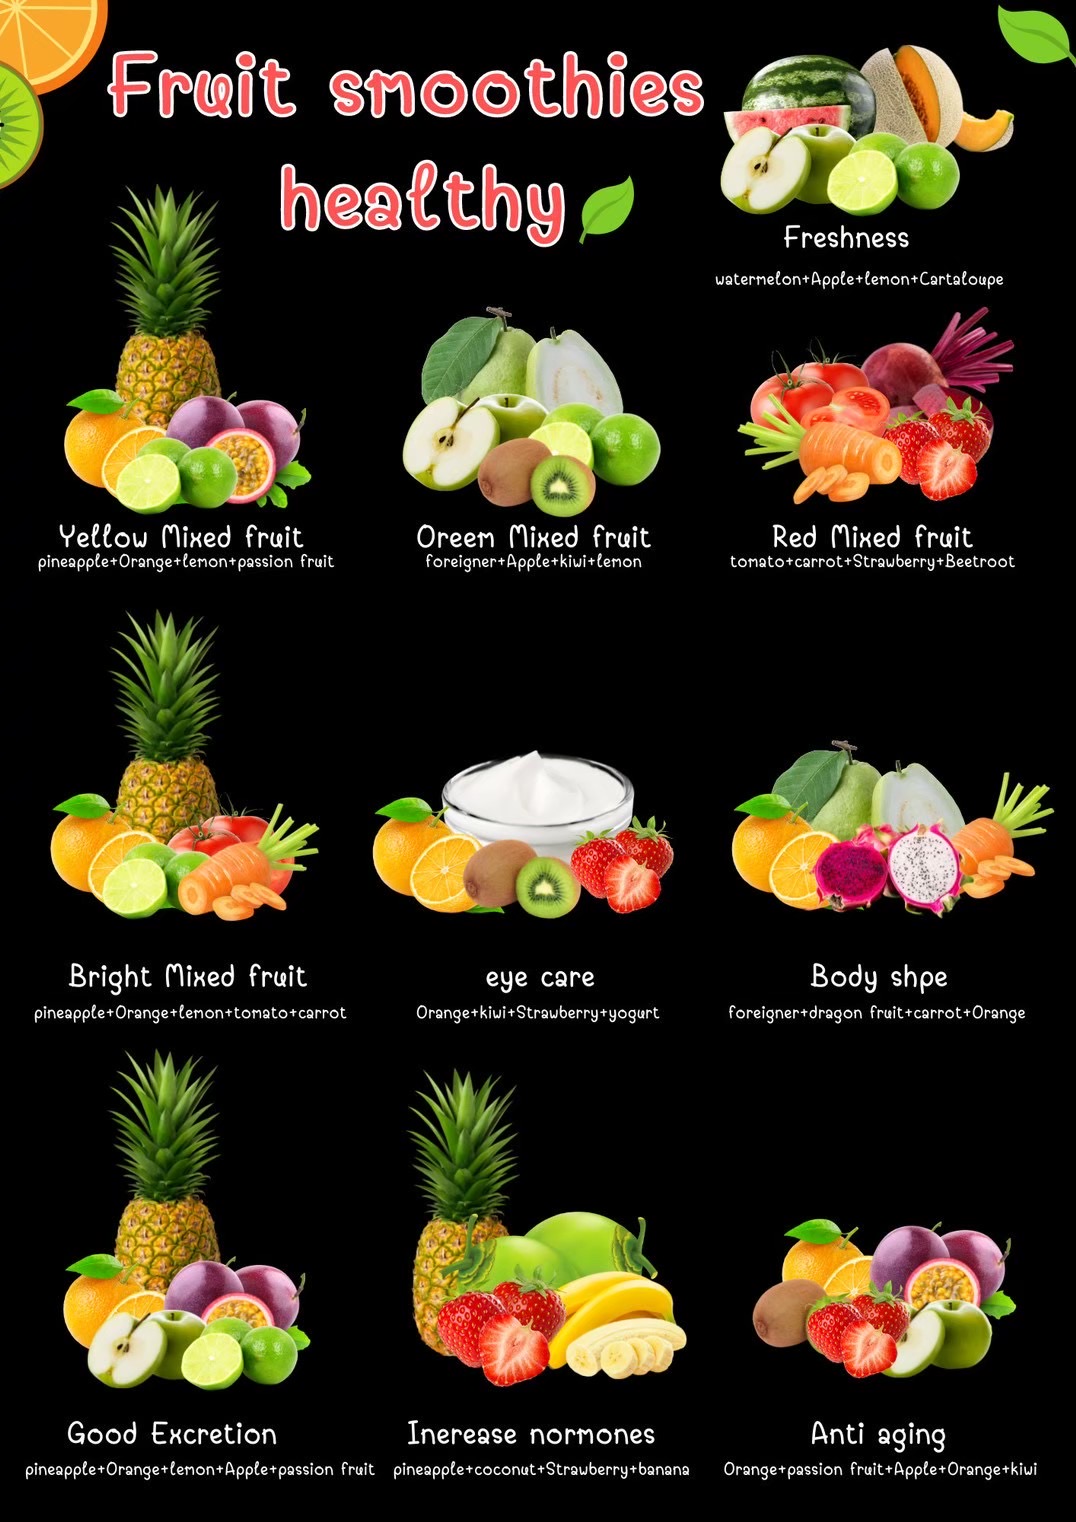 Fruit smoothies
healthy
Freshness
watermelon+Apple+lemon+Cartaloupe
Yellow Mixed fruit
pineapple+Orange+lemon+passion fruit
Oreem Mixed fruit
foreigner+Apple+kiwi+lemon
Red Mixed fruit
tomato+carrot+Strawberry+Beetroot
Bright Mixed fruit
pineapple+Orange+lemon+tomato+carrot
eye care
Orange+kiwi+Strawberry+yogurt
Body shpe
foreigner+dragon fruit+carrot+Orange
Good Excretion
pineapple+Orange+lemon+Apple+passion fruit
Inerease normones
pineapple+coconut+Strawberry+banana
Anti aging
Orange+passion fruit+Apple+Orange+kiwi